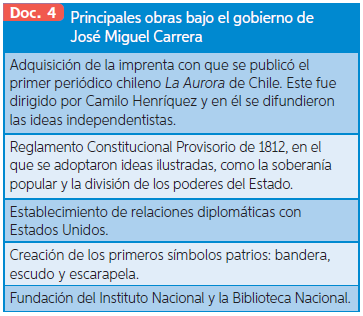 Doc. 4 Principales obras bajo el gobierno de
José Miguel Carrera
Adquisición de la imprenta con que se publicó el
primer periódico chileno La Aurora de Chile. Este fue
dirigido por Camilo Henríquez y en él se difundieron
las ideas independentistas.
Reglamento Constitucional Provisorio de 1812, en el
que se adoptaron ideas ilustradas, como la soberanía
popular y la división de los poderes del Estado.
Establecimiento de relaciones diplomáticas con
Estados Unidos.
Creación de los primeros símbolos patrios: bandera,
escudo y escarapela.
Fundación del Instituto Nacional y la Biblioteca Nacional.